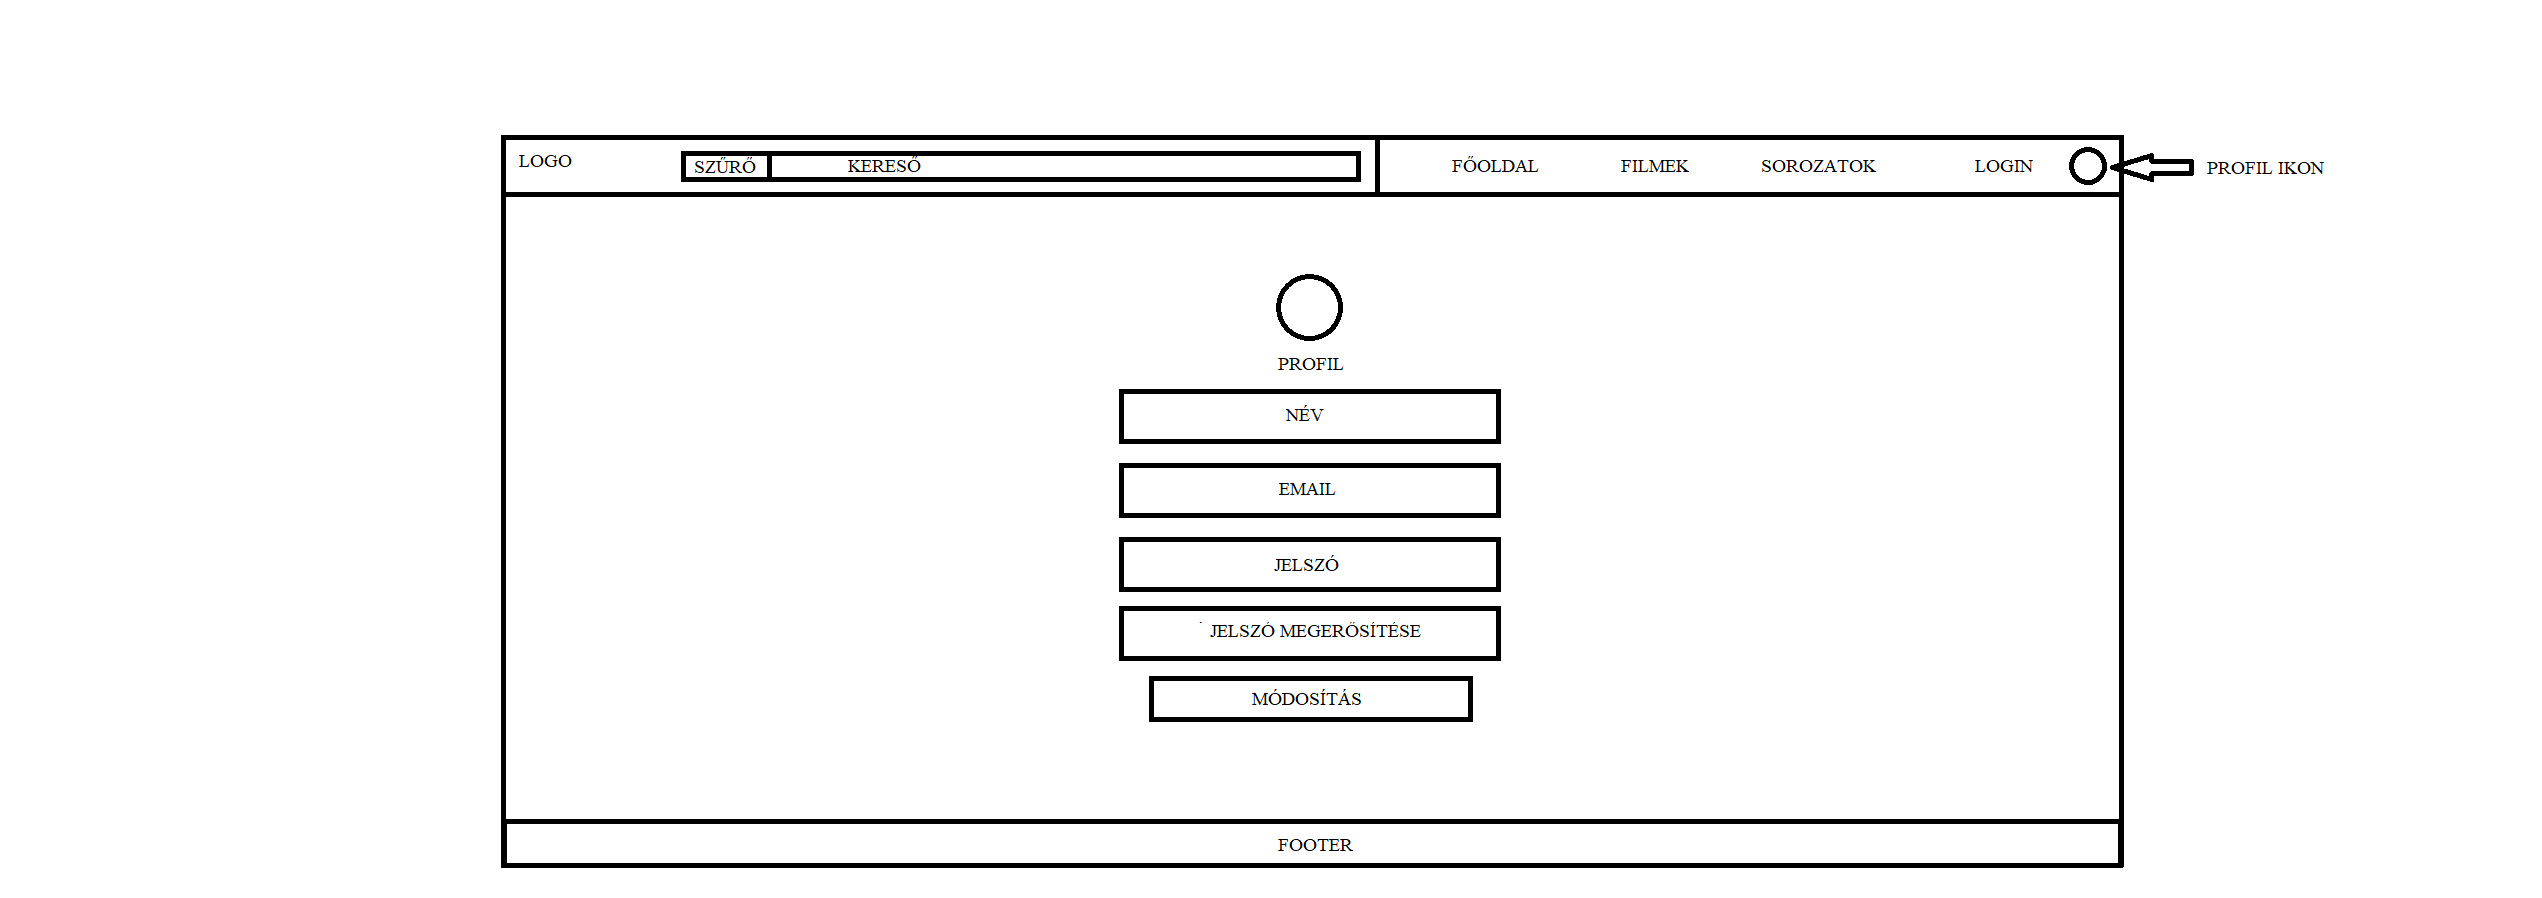 LOGO
SZŰRŐ
KERESŐ
FŐOLDAL
FILMEK
SOROZATOK
LOGIN
PROFIL IKON
PROFIL
NÉV
EMAIL
JELSZÓ
JELSZÓ MEGERŐSÍTÉSE
MÓDOSÍTÁS
FOOTER